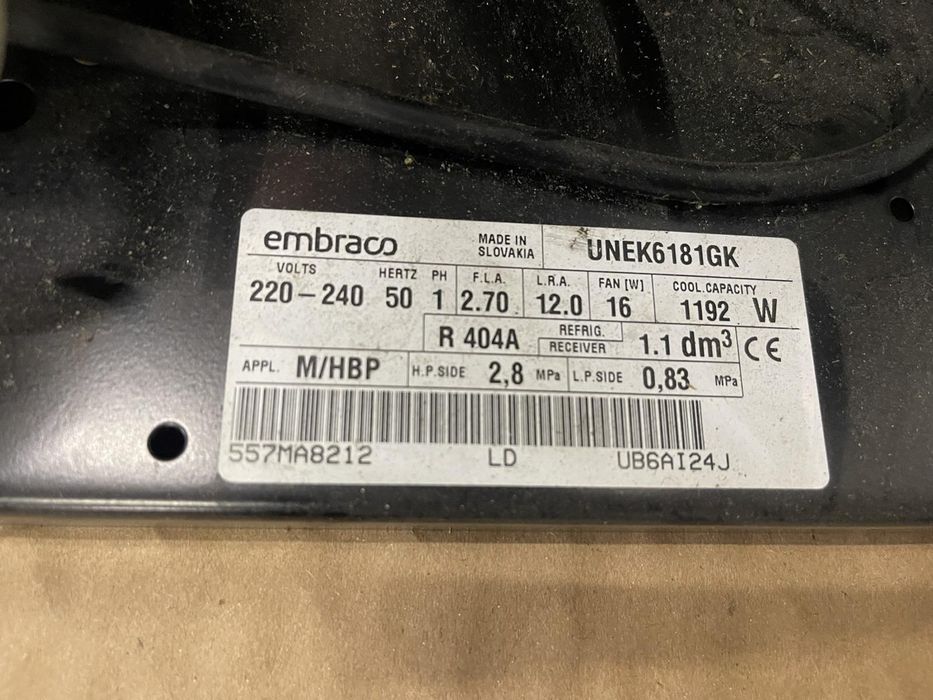 embraco MADE IN SLOVAKIA UNEK6181GK
VOLTS HERTZ PH F.L.A. L.R.A. FAN [W] COOL.CAPACITY
220-240 50 1 2.70 12.0 16 1192 W
R 404A REFRIG. RECEIVER 1.1 dm³ CE
APPL. M/HBP H.P.SIDE 2,8 MPa L.P.SIDE 0,83 MPa
557MA8212 LD UB6AI24J